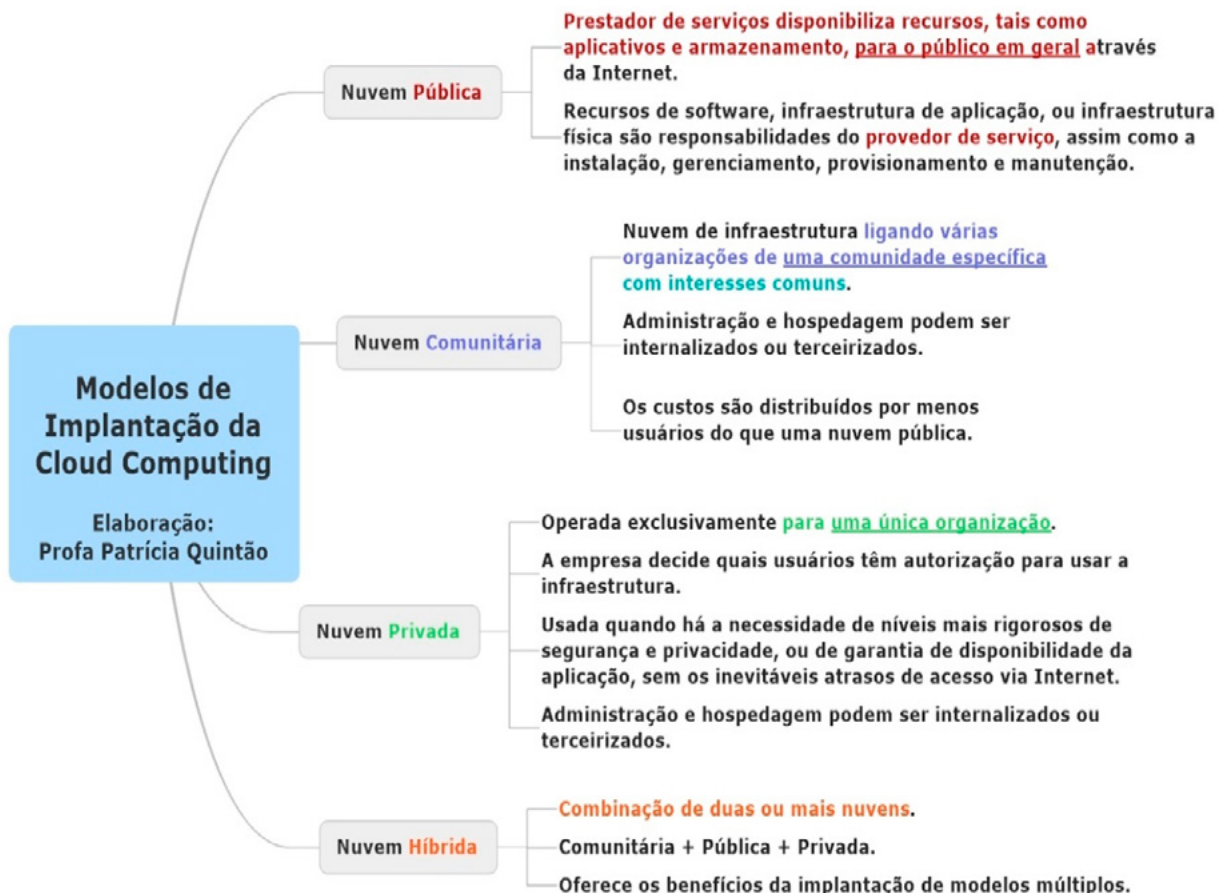 Modelos de
Implantação da
Cloud Computing
Elaboração:
Profa Patrícia Quintão
Nuvem Pública
Prestador de serviços disponibiliza recursos, tais como
aplicativos e armazenamento, para o público em geral através
da Internet.
Recursos de software, infraestrutura de aplicação, ou infraestrutura
física são responsabilidades do provedor de serviço, assim como a
instalação, gerenciamento, provisionamento e manutenção.
Nuvem Comunitária
Nuvem de infraestrutura ligando várias
organizações de uma comunidade específica
com interesses comuns.
Administração e hospedagem podem ser
internalizados ou terceirizados.
Os custos são distribuídos por menos
usuários do que uma nuvem pública.
Nuvem Privada
Operada exclusivamente para uma única organização.
A empresa decide quais usuários têm autorização para usar a
infraestrutura.
Usada quando há a necessidade de níveis mais rigorosos de
segurança e privacidade, ou de garantia de disponibilidade da
aplicação, sem os inevitáveis atrasos de acesso via Internet.
Administração e hospedagem podem ser internalizados ou
terceirizados.
Nuvem Híbrida
Combinação de duas ou mais nuvens.
Comunitária + Pública + Privada.
Oferece os benefícios da implantação de modelos múltiplos.